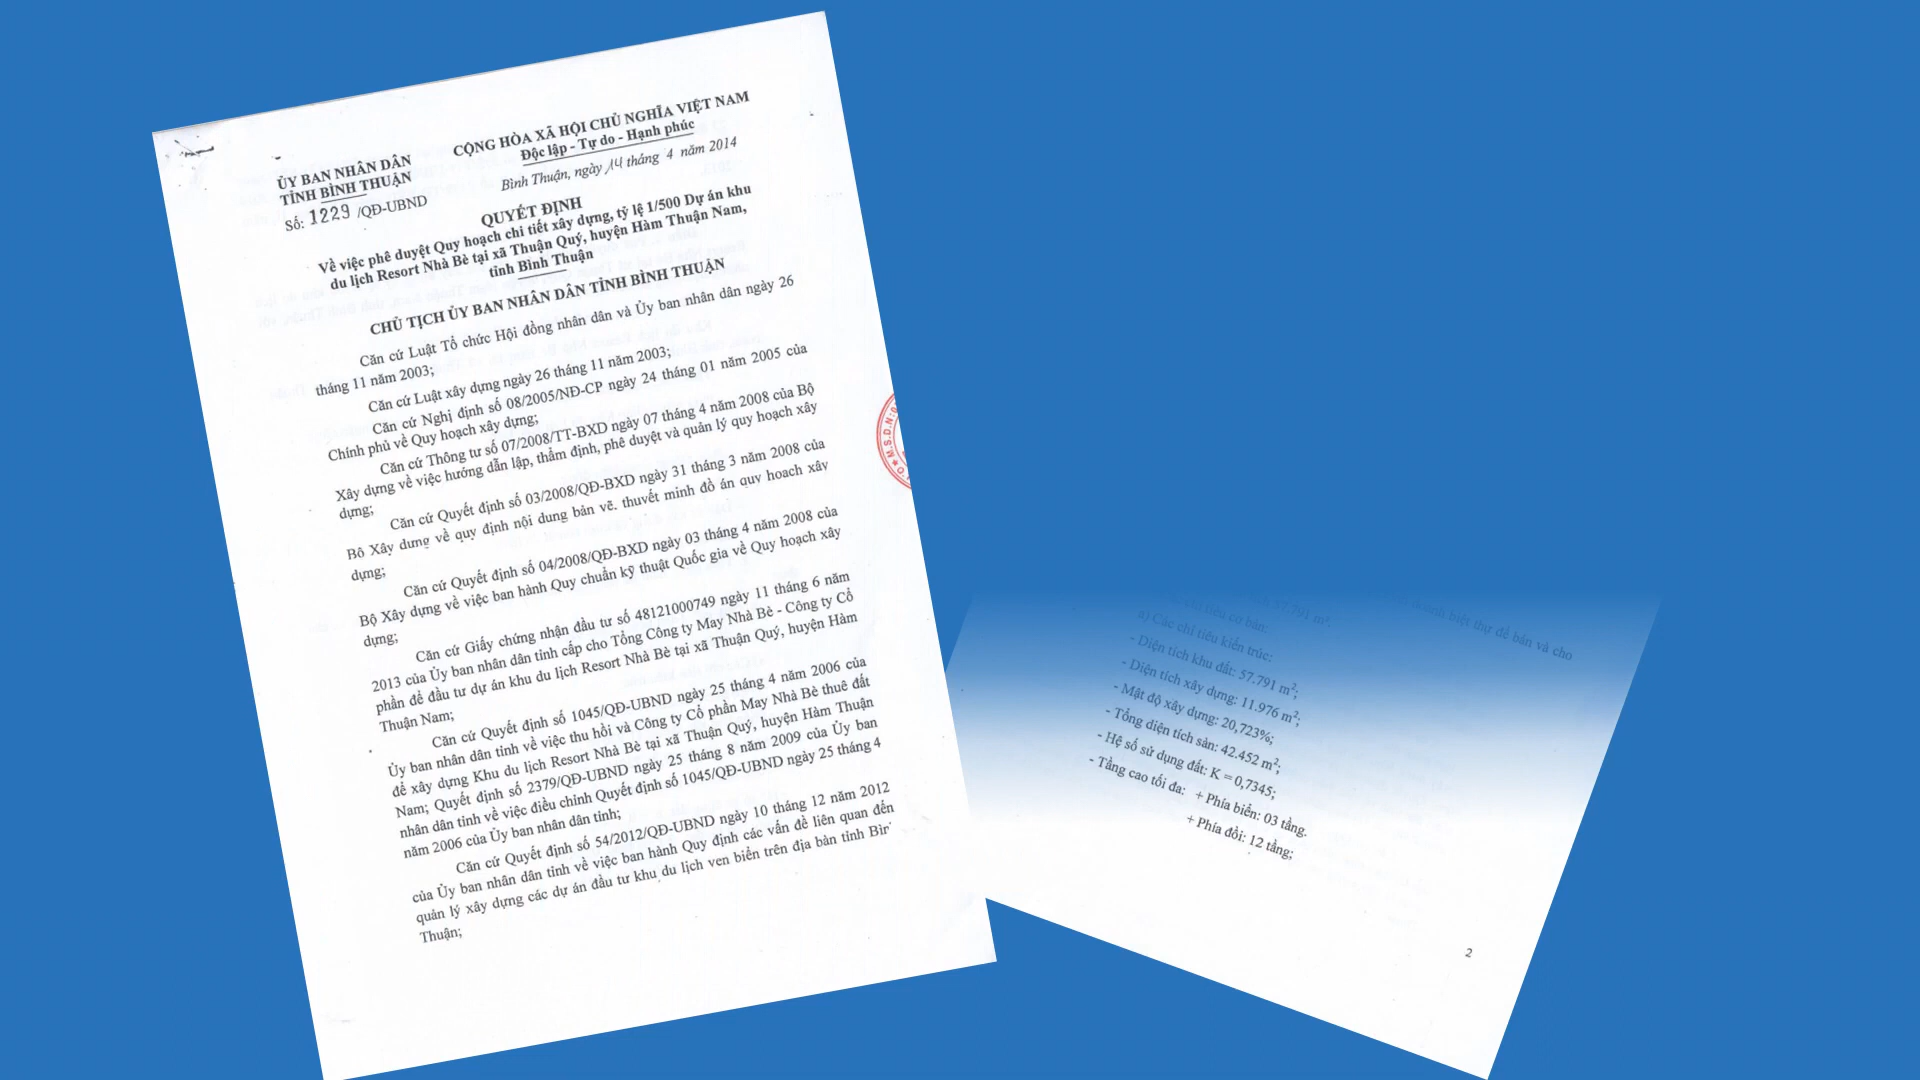 ỦY BAN NHÂN DÂN
TỈNH BÌNH THUẬN
Số: 1229 /QĐ-UBND
CỘNG HÒA XÃ HỘI CHỦ NGHĨA VIỆT NAM
Độc lập - Tự do - Hạnh phúc
Bình Thuận, ngày 14 tháng 4 năm 2014
QUYẾT ĐỊNH
Về việc phê duyệt Quy hoạch chi tiết xây dựng, tỷ lệ 1/500 Dự án khu
du lịch Resort Nhà Bè tại xã Thuận Quý, huyện Hàm Thuận Nam,
tỉnh Bình Thuận
CHỦ TỊCH ỦY BAN NHÂN DÂN TỈNH BÌNH THUẬN
Căn cứ Luật Tổ chức Hội đồng nhân dân và Ủy ban nhân dân ngày 26
tháng 11 năm 2003;
Căn cứ Luật xây dựng ngày 26 tháng 11 năm 2003;
Căn cứ Nghị định số 08/2005/NĐ-CP ngày 24 tháng 01 năm 2005 của
Chính phủ về Quy hoạch xây dựng;
Căn cứ Thông tư số 07/2008/TT-BXD ngày 07 tháng 4 năm 2008 của Bộ
Xây dựng về việc hướng dẫn lập, thẩm định, phê duyệt và quản lý quy hoạch xây
dựng;
Căn cứ Quyết định số 03/2008/QĐ-BXD ngày 31 tháng 3 năm 2008 của
Bộ Xây dựng về quy định nội dung bản vẽ, thuyết minh đồ án quy hoạch xây
dựng;
Căn cứ Quyết định số 04/2008/QĐ-BXD ngày 03 tháng 4 năm 2008 của
Bộ Xây dựng về việc ban hành Quy chuẩn kỹ thuật Quốc gia về Quy hoạch xây
dựng;
Căn cứ Giấy chứng nhận đầu tư số 48121000749 ngày 11 tháng 6 năm
2013 của Ủy ban nhân dân tỉnh cấp cho Tổng Công ty May Nhà Bè - Công ty Cổ
phần để đầu tư dự án khu du lịch Resort Nhà Bè tại xã Thuận Quý, huyện Hàm
Thuận Nam;
Căn cứ Quyết định số 1045/QĐ-UBND ngày 25 tháng 4 năm 2006 của
Ủy ban nhân dân tỉnh về việc thu hồi và Công ty Cổ phần May Nhà Bè thuê đất
để xây dựng Khu du lịch Resort Nhà Bè tại xã Thuận Quý, huyện Hàm Thuận
Nam; Quyết định số 2379/QĐ-UBND ngày 25 tháng 8 năm 2009 của Ủy ban
nhân dân tỉnh về việc điều chỉnh Quyết định số 1045/QĐ-UBND ngày 25 tháng 4
năm 2006 của Ủy ban nhân dân tỉnh;
Căn cứ Quyết định số 54/2012/QĐ-UBND ngày 10 tháng 12 năm 2012
của Ủy ban nhân dân tỉnh về việc ban hành Quy định các vấn đề liên quan đến
quản lý xây dựng các dự án đầu tư khu du lịch ven biển trên địa bàn tỉnh Bình
Thuận;
M.S.D.N:0
biệt thự để bán và cho
57.791 m²;
chỉ tiêu cơ bản:
a) Các chỉ tiêu kiến trúc:
- Diện tích khu đất: 57.791 m²;
- Diện tích xây dựng: 11.976 m²;
- Mật độ xây dựng: 20,723%;
- Tổng diện tích sàn: 42.452 m²;
- Hệ số sử dụng đất: K = 0,7345;
- Tầng cao tối đa: + Phía biển: 03 tầng.
+ Phía đồi: 12 tầng;
2